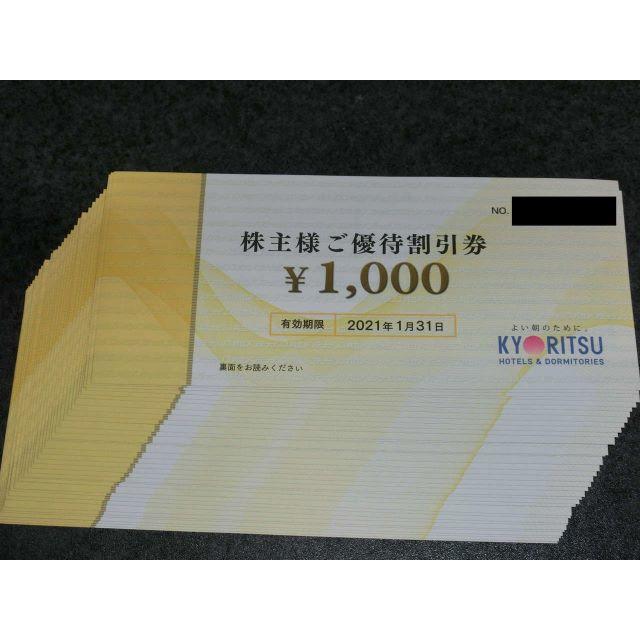 NO.
株主様ご優待割引券
¥1,000
有効期限 2021年1月31日
裏面をお読みください
よい朝のために。
KYORITSU
HOTELS & DORMITORIES